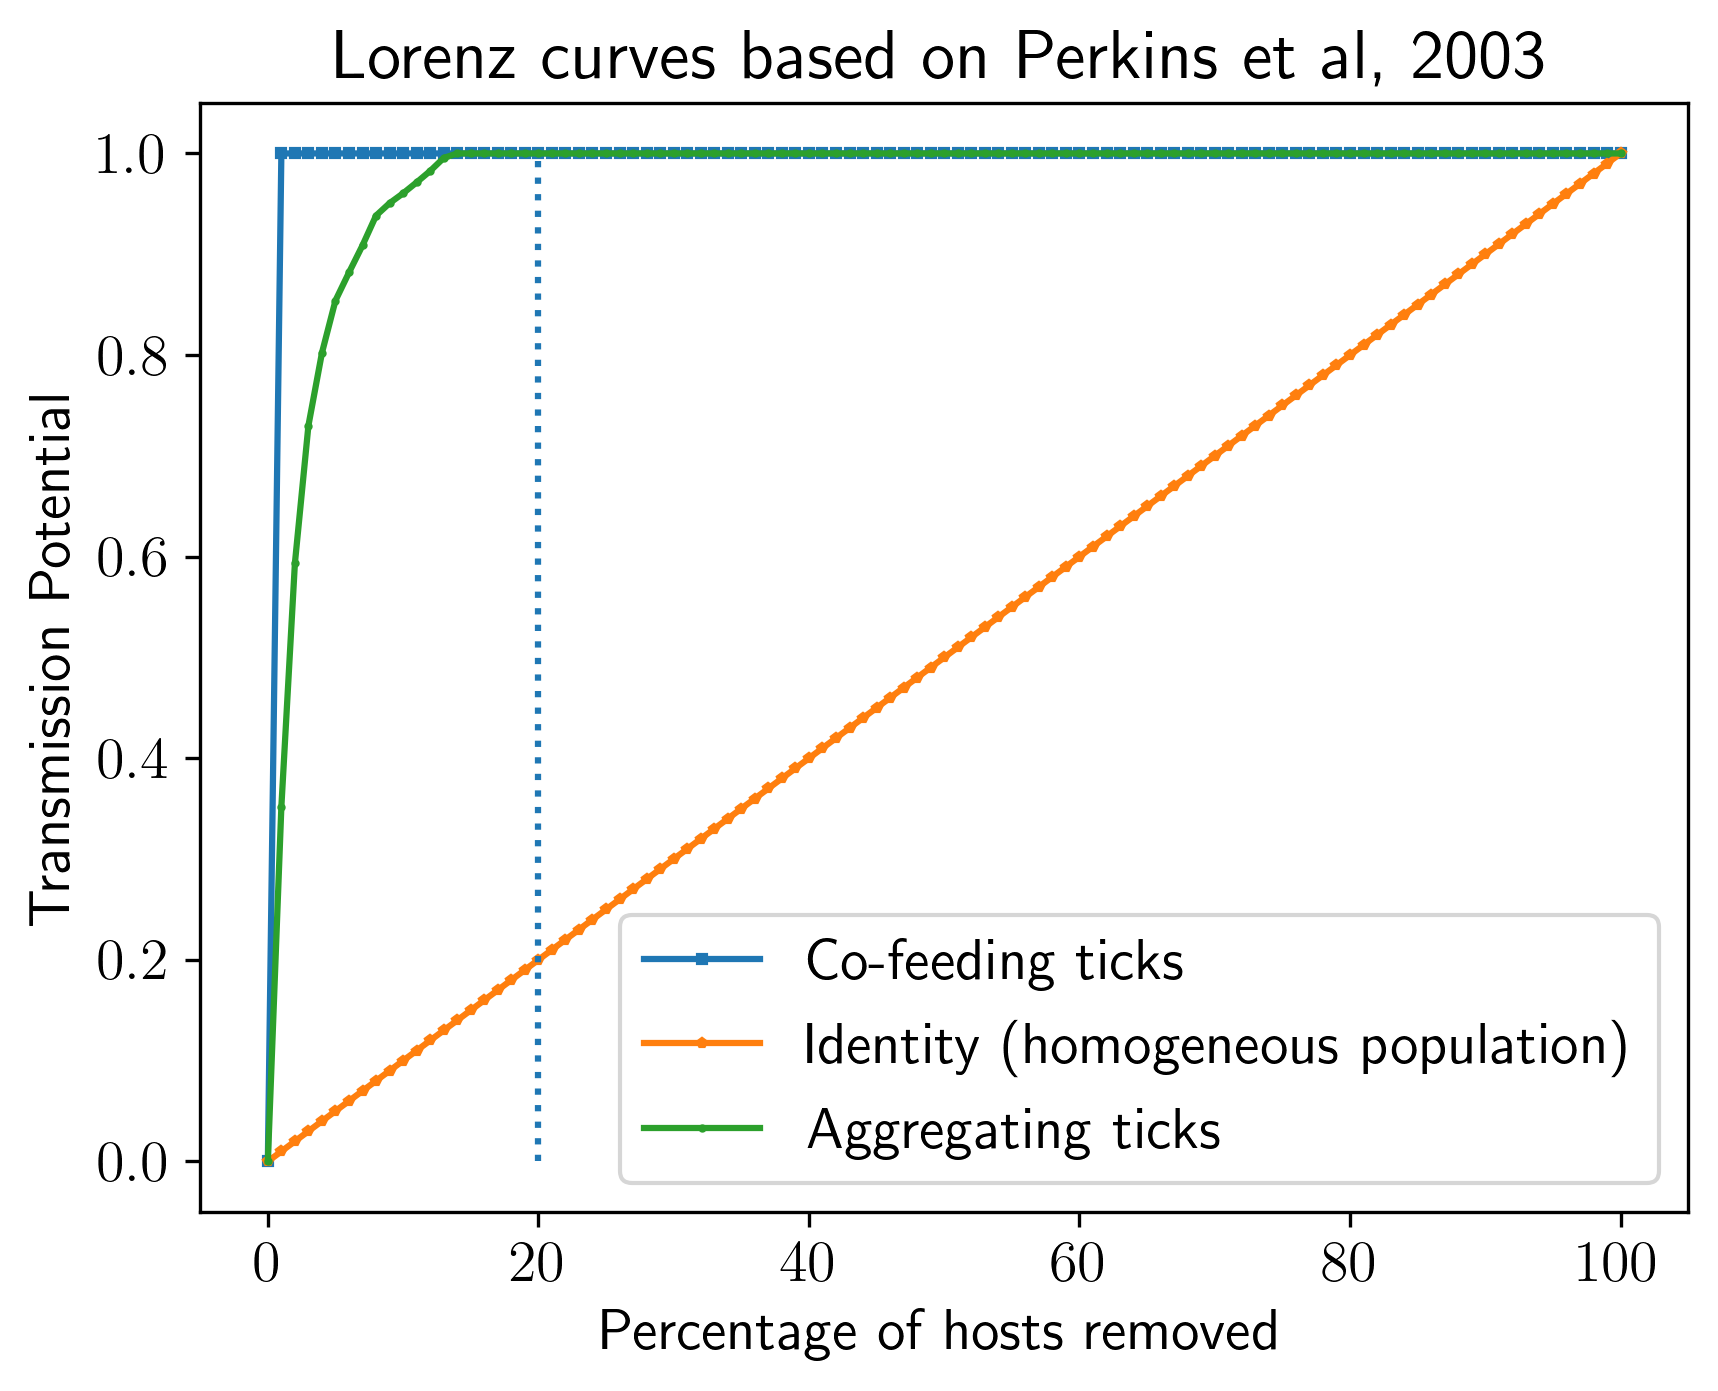 Lorenz curves based on Perkins et al, 2003
Transmission Potential
1.0
0.8
0.6
0.4
0.2
0.0
Co-feeding ticks
Identity (homogeneous population)
Aggregating ticks
0 20 40 60 80 100
Percentage of hosts removed